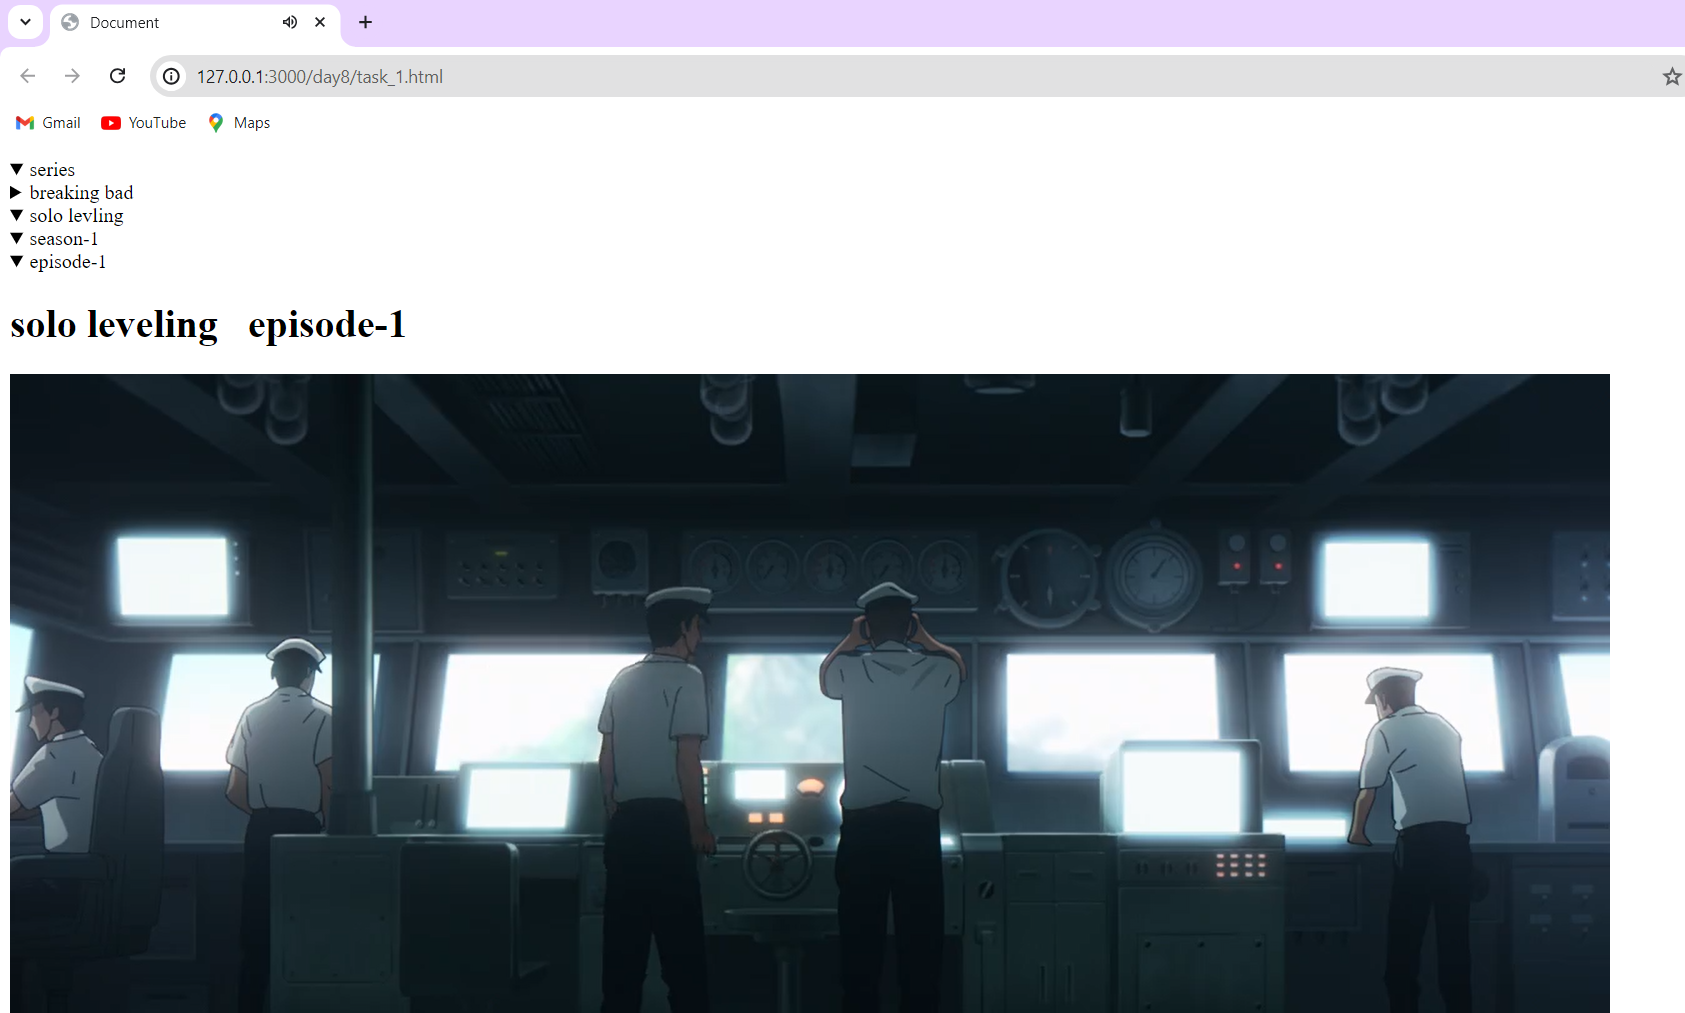 Document
127.0.0.1:3000/day8/task_1.html
Gmail YouTube Maps
series
breaking bad
solo levling
season-1
episode-1
solo leveling episode-1